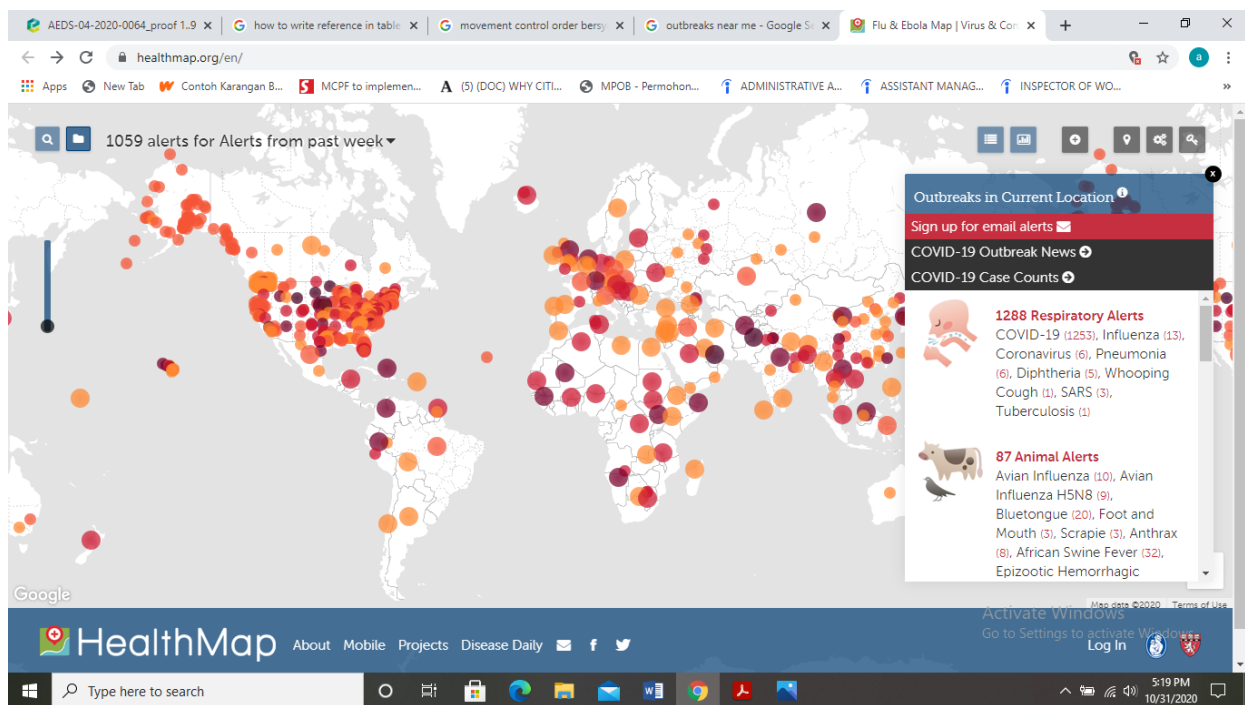 AEDS-04-2020-0064_proof 1..9
how to write reference in table
movement control order bersy
outbreaks near me - Google Se
Flu & Ebola Map | Virus & Con
healthmap.org/en/
a
Apps
New Tab
Contoh Karangan B...
MCPF to implemen...
(5) (DOC) WHY CITI...
MPOB - Permohon...
ADMINISTRATIVE A...
ASSISTANT MANAG...
INSPECTOR OF WO...
1059 alerts for Alerts from past week
Outbreaks in Current Location
Sign up for email alerts
COVID-19 Outbreak News
COVID-19 Case Counts
1288 Respiratory Alerts
COVID-19 (1253), Influenza (13),
Coronavirus (6), Pneumonia
(6), Diphtheria (5), Whooping
Cough (1), SARS (3),
Tuberculosis (1)
87 Animal Alerts
Avian Influenza (10), Avian
Influenza H5N8 (9),
Bluetongue (20), Foot and
Mouth (3), Scrapie (3), Anthrax
(8), African Swine Fever (32),
Epizootic Hemorrhagic
Google
Map data ©2020
Terms of Use
Activate Windows
Go to Settings to activate Windows.
HealthMap
About
Mobile
Projects
Disease Daily
Log In
Type here to search
5:19 PM
10/31/2020